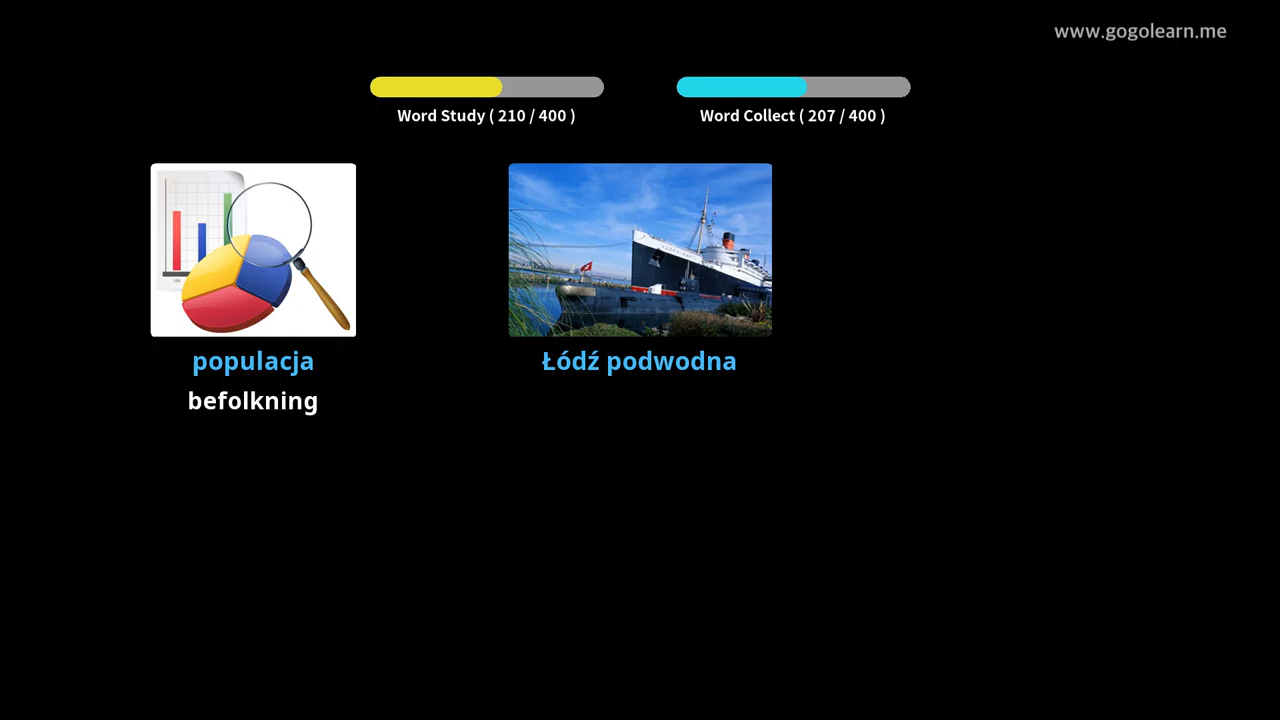 www.gogolearn.me
Word Study ( 210 / 400 )
Word Collect ( 207 / 400 )
populacja
befolkning
Łódź podwodna